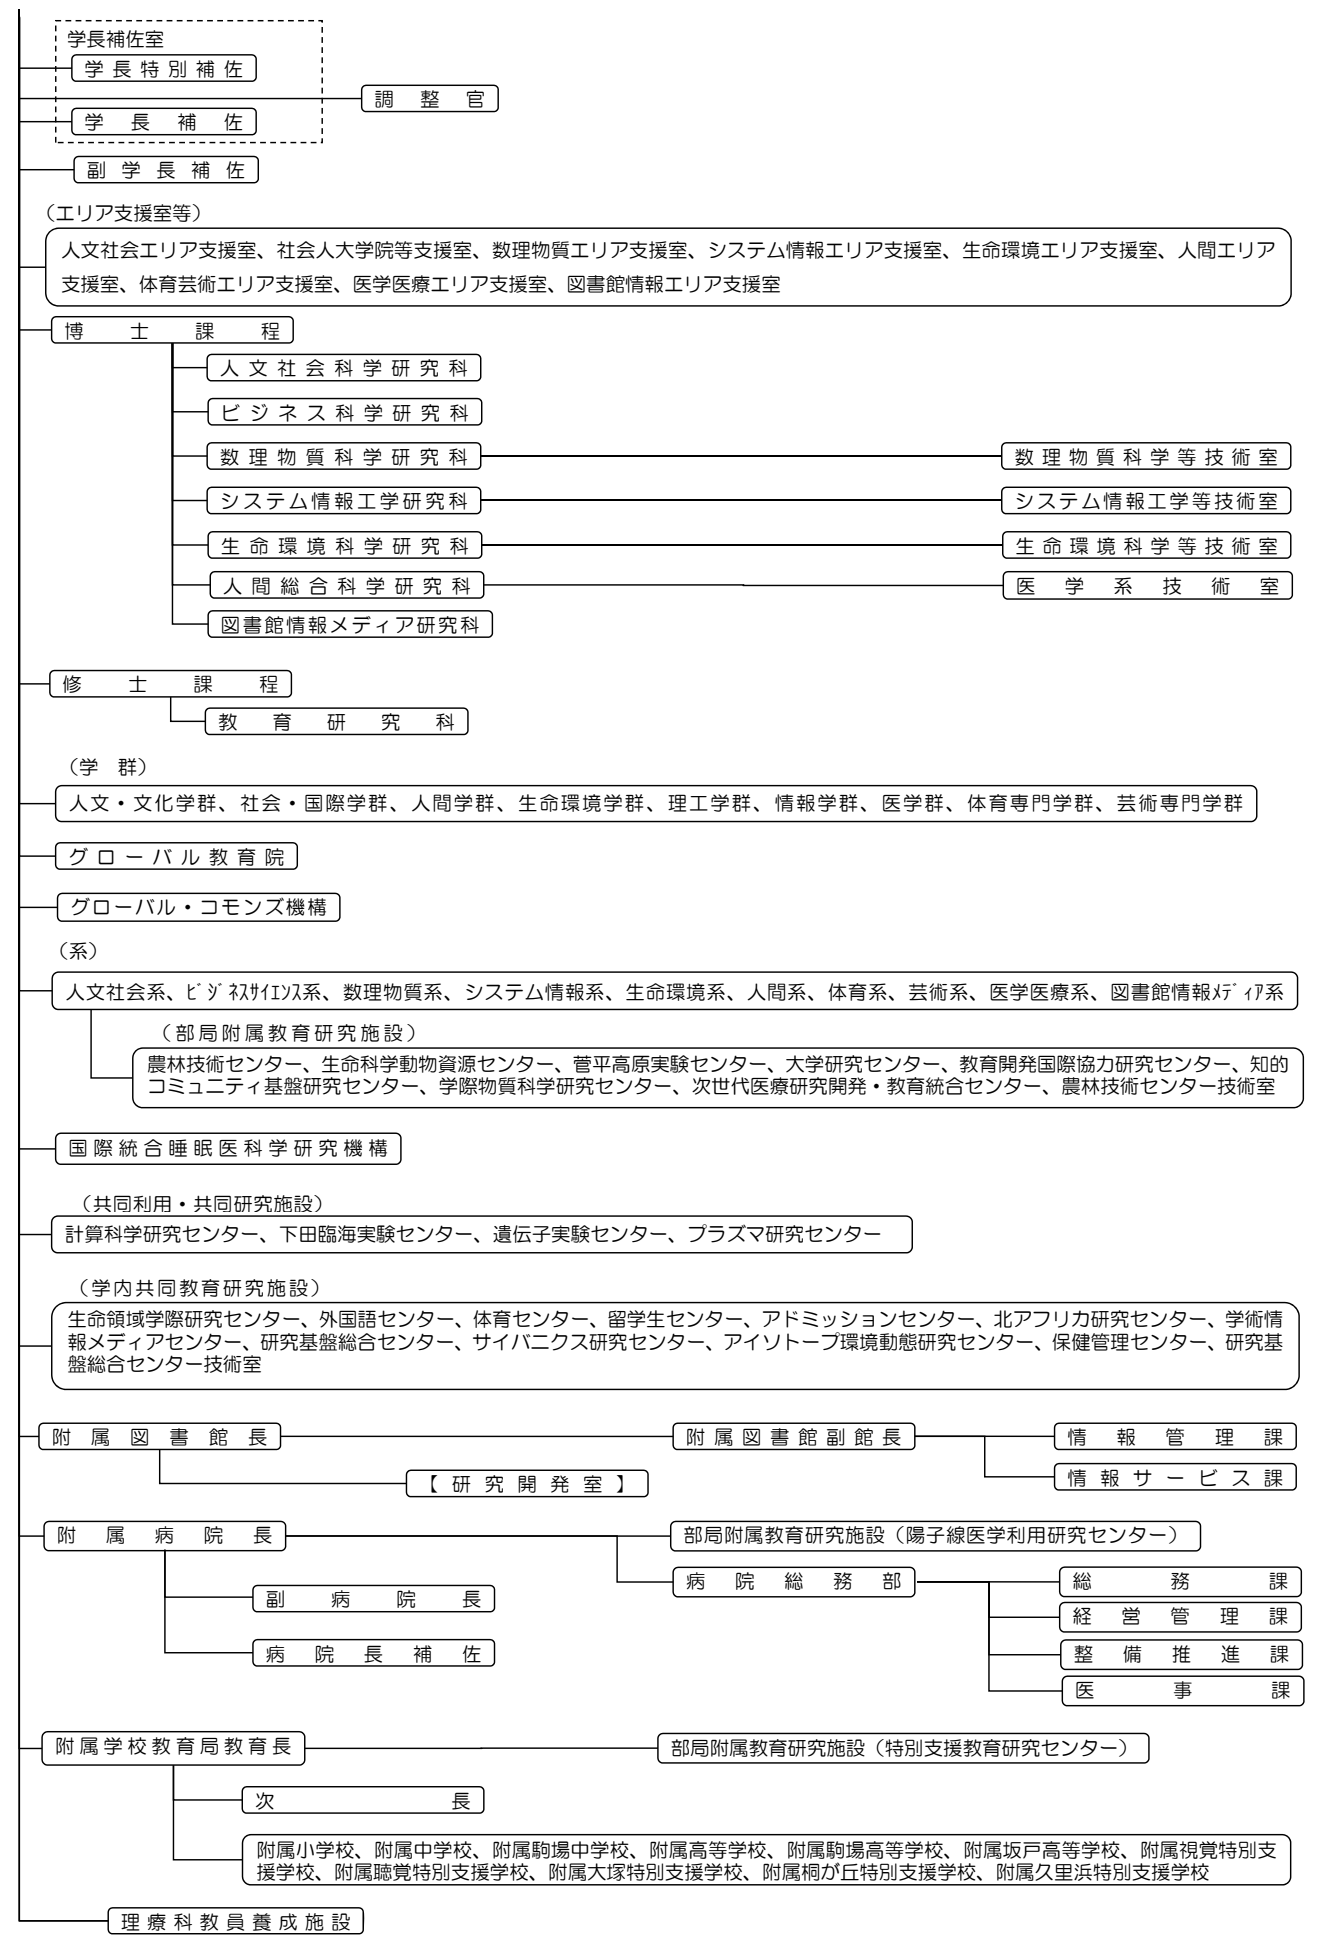 学長補佐室
学長特別補佐
調整官
学長補佐
副学長補佐
（エリア支援室等）
人文社会エリア支援室、社会人大学院等支援室、数理物質エリア支援室、システム情報エリア支援室、生命環境エリア支援室、人間エリア
支援室、体育芸術エリア支援室、医学医療エリア支援室、図書館情報エリア支援室
博士課程
人文社会科学研究科
ビジネス科学研究科
数理物質科学研究科 数理物質科学等技術室
システム情報工学研究科 システム情報工学等技術室
生命環境科学研究科 生命環境科学等技術室
人間総合科学研究科 医学系技術室
図書館情報メディア研究科
修士課程
教育研究科
（学　群）
人文・文化学群、社会・国際学群、人間学群、生命環境学群、理工学群、情報学群、医学群、体育専門学群、芸術専門学群
グローバル教育院
グローバル・コモンズ機構
（系）
人文社会系、ﾋﾞｼﾞﾈｽｻｲｴﾝｽ系、数理物質系、システム情報系、生命環境系、人間系、体育系、芸術系、医学医療系、図書館情報ﾒﾃﾞｨｱ系
（部局附属教育研究施設）
農林技術センター、生命科学動物資源センター、菅平高原実験センター、大学研究センター、教育開発国際協力研究センター、知的
コミュニティ基盤研究センター、学際物質科学研究センター、次世代医療研究開発・教育統合センター、農林技術センター技術室
国際統合睡眠医科学研究機構
（共同利用・共同研究施設）
計算科学研究センター、下田臨海実験センター、遺伝子実験センター、プラズマ研究センター
（学内共同教育研究施設）
生命領域学際研究センター、外国語センター、体育センター、留学生センター、アドミッションセンター、北アフリカ研究センター、学術情
報メディアセンター、研究基盤総合センター、サイバニクス研究センター、アイソトープ環境動態研究センター、保健管理センター、研究基
盤総合センター技術室
附属図書館長 附属図書館副館長 情報管理課
情報サービス課
【研究開発室】
附属病院長 部局附属教育研究施設（陽子線医学利用研究センター）
病院総務部 総務課
副病院長
経営管理課
病院長補佐
整備推進課
医事課
附属学校教育局教育長 部局附属教育研究施設（特別支援教育研究センター）
次長
附属小学校、附属中学校、附属駒場中学校、附属高等学校、附属駒場高等学校、附属坂戸高等学校、附属視覚特別支
援学校、附属聴覚特別支援学校、附属大塚特別支援学校、附属桐が丘特別支援学校、附属久里浜特別支援学校
理療科教員養成施設